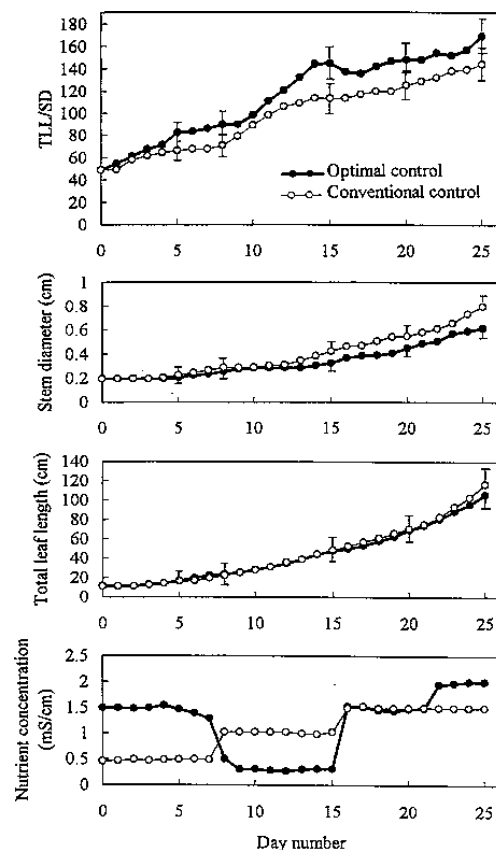 180
160
140
120
100
80
60
40
20
0
TLL/SD
Optimal control
Conventional control
0 5 10 15 20 25
1
0.8
0.6
0.4
0.2
0
Stem diameter (cm)
0 5 10 15 20 25
140
120
100
80
60
40
20
0
Total leaf length (cm)
0 5 10 15 20 25
2.5
2
1.5
1
0.5
0
Nutrient concentration
(mS/cm)
0 5 10 15 20 25
Day number